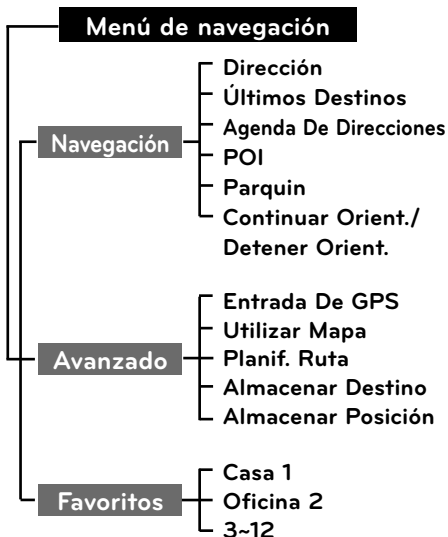 Menú de navegación
Navegación
Dirección
Últimos Destinos
Agenda De Direcciones
POI
Parquin
Continuar Orient./
Detener Orient.
Avanzado
Entrada De GPS
Utilizar Mapa
Planif. Ruta
Almacenar Destino
Almacenar Posición
Favoritos
Casa 1
Oficina 2
3~12